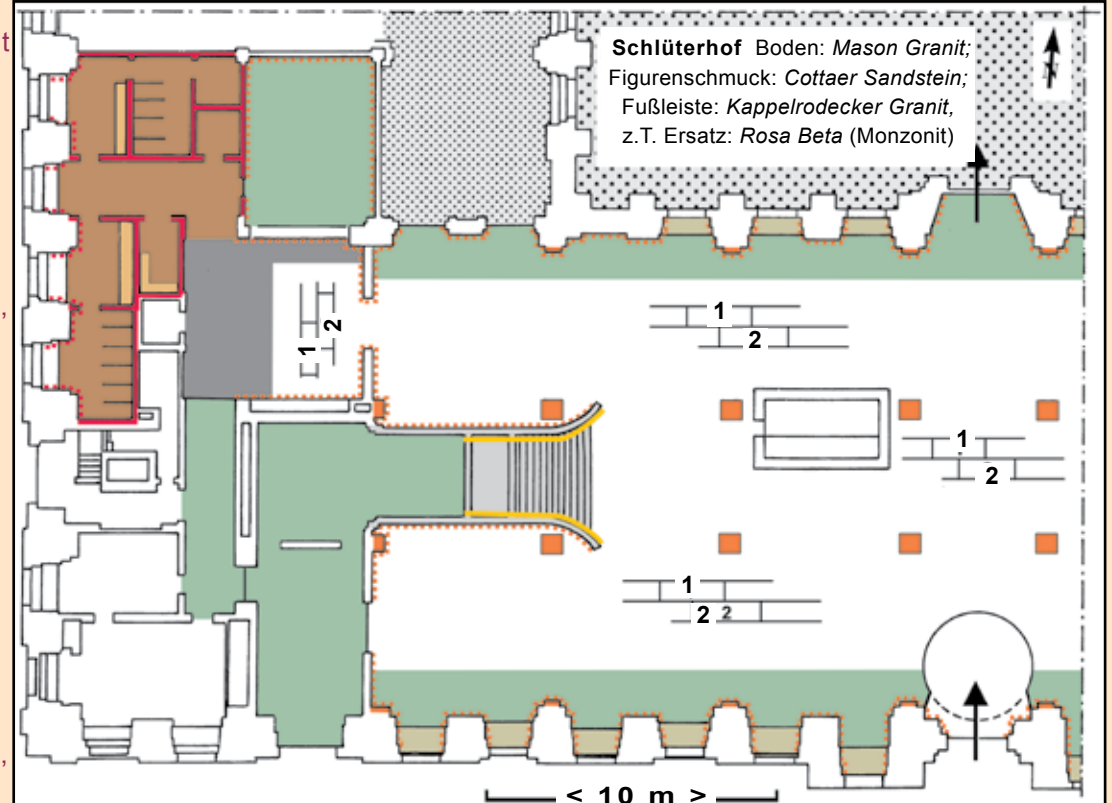 t
Schlüterhof Boden: Mason Granit;
Figurenschmuck: Cottaer Sandstein;
Fußleiste: Kappelrodecker Granit,
z.T. Ersatz: Rosa Beta (Monzonit)
N
,
1
2
1
2
1
2
1
2 2
,
< 10 m >